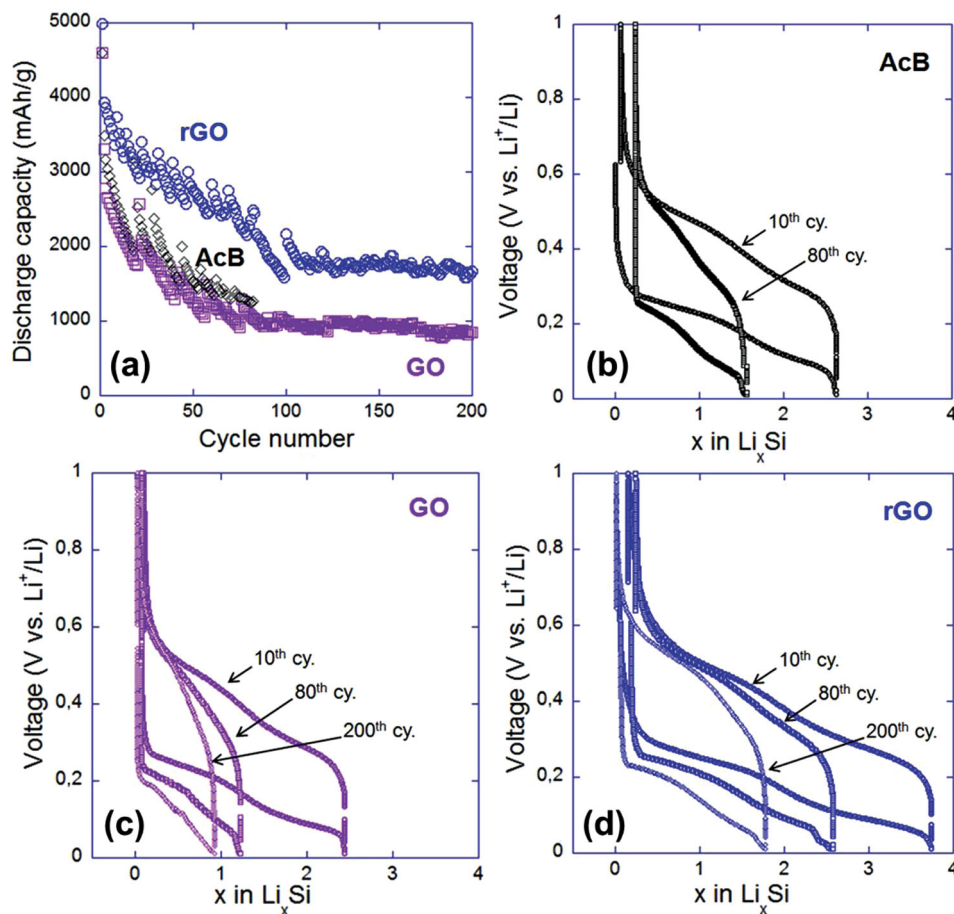 5000
4000
3000
2000
1000
0
Discharge capacity (mAh/g)
rGO
AcB
GO
(a)
0 50 100 150 200
Cycle number
1
0,8
0,6
0,4
0,2
0
Voltage (V vs. Li⁺/Li)
AcB
10th cy.
80th cy.
(b)
0 1 2 3 4
x in LiₓSi
1
0,8
0,6
0,4
0,2
0
Voltage (V vs. Li⁺/Li)
GO
10th cy.
80th cy.
200th cy.
(c)
0 1 2 3 4
x in LiₓSi
1
0,8
0,6
0,4
0,2
0
Voltage (V vs. Li⁺/Li)
rGO
10th cy.
80th cy.
200th cy.
(d)
0 1 2 3 4
x in LiₓSi